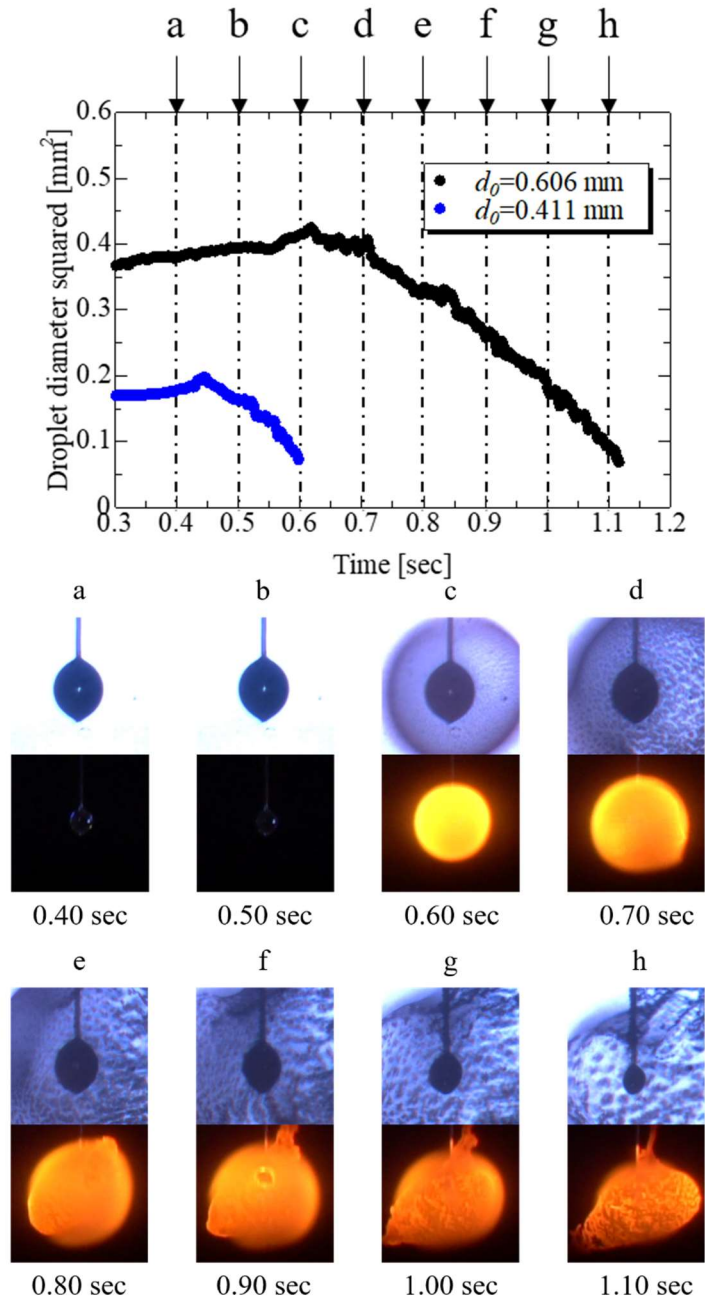 a b c d e f g h
0.6
0.5
0.4
0.3
0.2
0.1
0
Droplet diameter squared [mm²]
d₀=0.606 mm
d₀=0.411 mm
0.3 0.4 0.5 0.6 0.7 0.8 0.9 1 1.1 1.2
Time [sec]
a b c d
0.40 sec 0.50 sec 0.60 sec 0.70 sec
e f g h
0.80 sec 0.90 sec 1.00 sec 1.10 sec